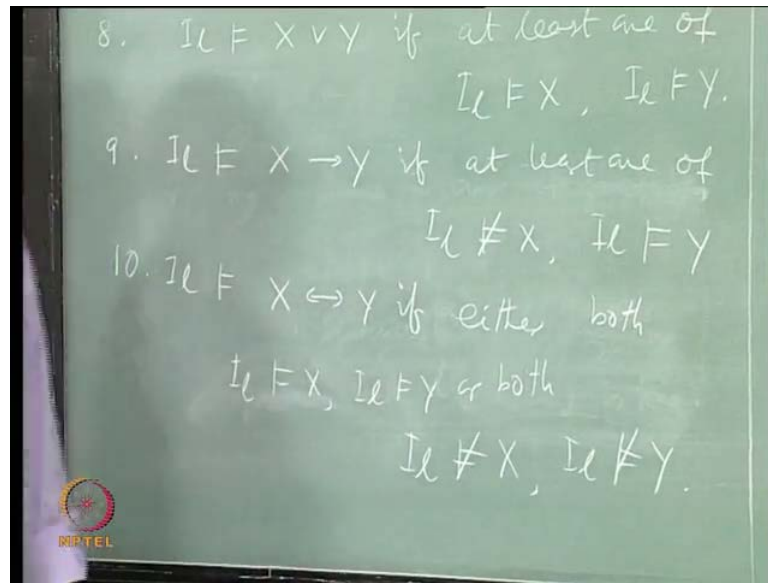 8. Iℓ ⊨ X ∨ Y if at least one of
Iℓ ⊨ X, Iℓ ⊨ Y.
9. Iℓ ⊨ X → Y if at least one of
Iℓ ⊭ X, Iℓ ⊨ Y
10. Iℓ ⊨ X ↔ Y if either both
Iℓ ⊨ X, Iℓ ⊨ Y or both
Iℓ ⊭ X, Iℓ ⊭ Y.
NPTEL